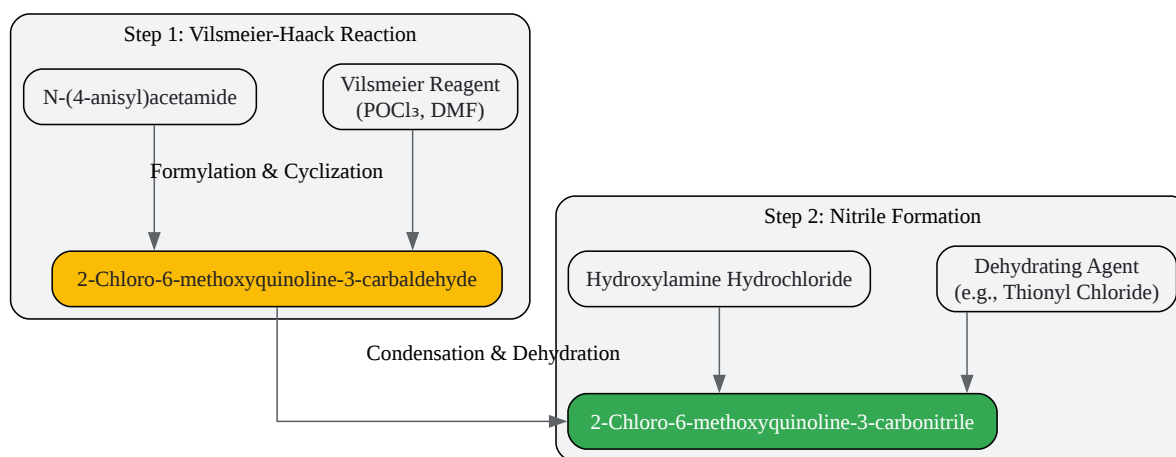 Step 1: Vilsmeier-Haack Reaction
N-(4-anisyl)acetamide
Vilsmeier Reagent
(POCl₃, DMF)
Formylation & Cyclization
2-Chloro-6-methoxyquinoline-3-carbaldehyde
Step 2: Nitrile Formation
Hydroxylamine Hydrochloride
Dehydrating Agent
(e.g., Thionyl Chloride)
Condensation & Dehydration
2-Chloro-6-methoxyquinoline-3-carbonitrile